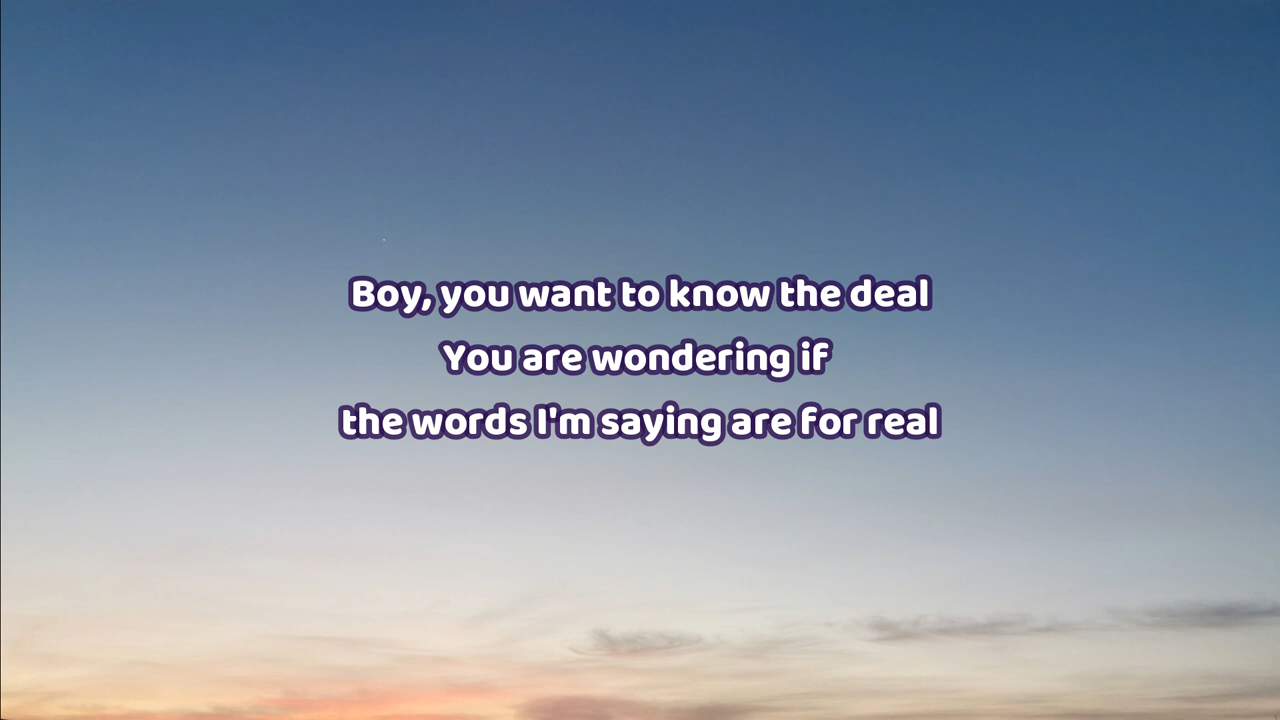 Boy, you want to know the deal
You are wondering if
the words I'm saying are for real